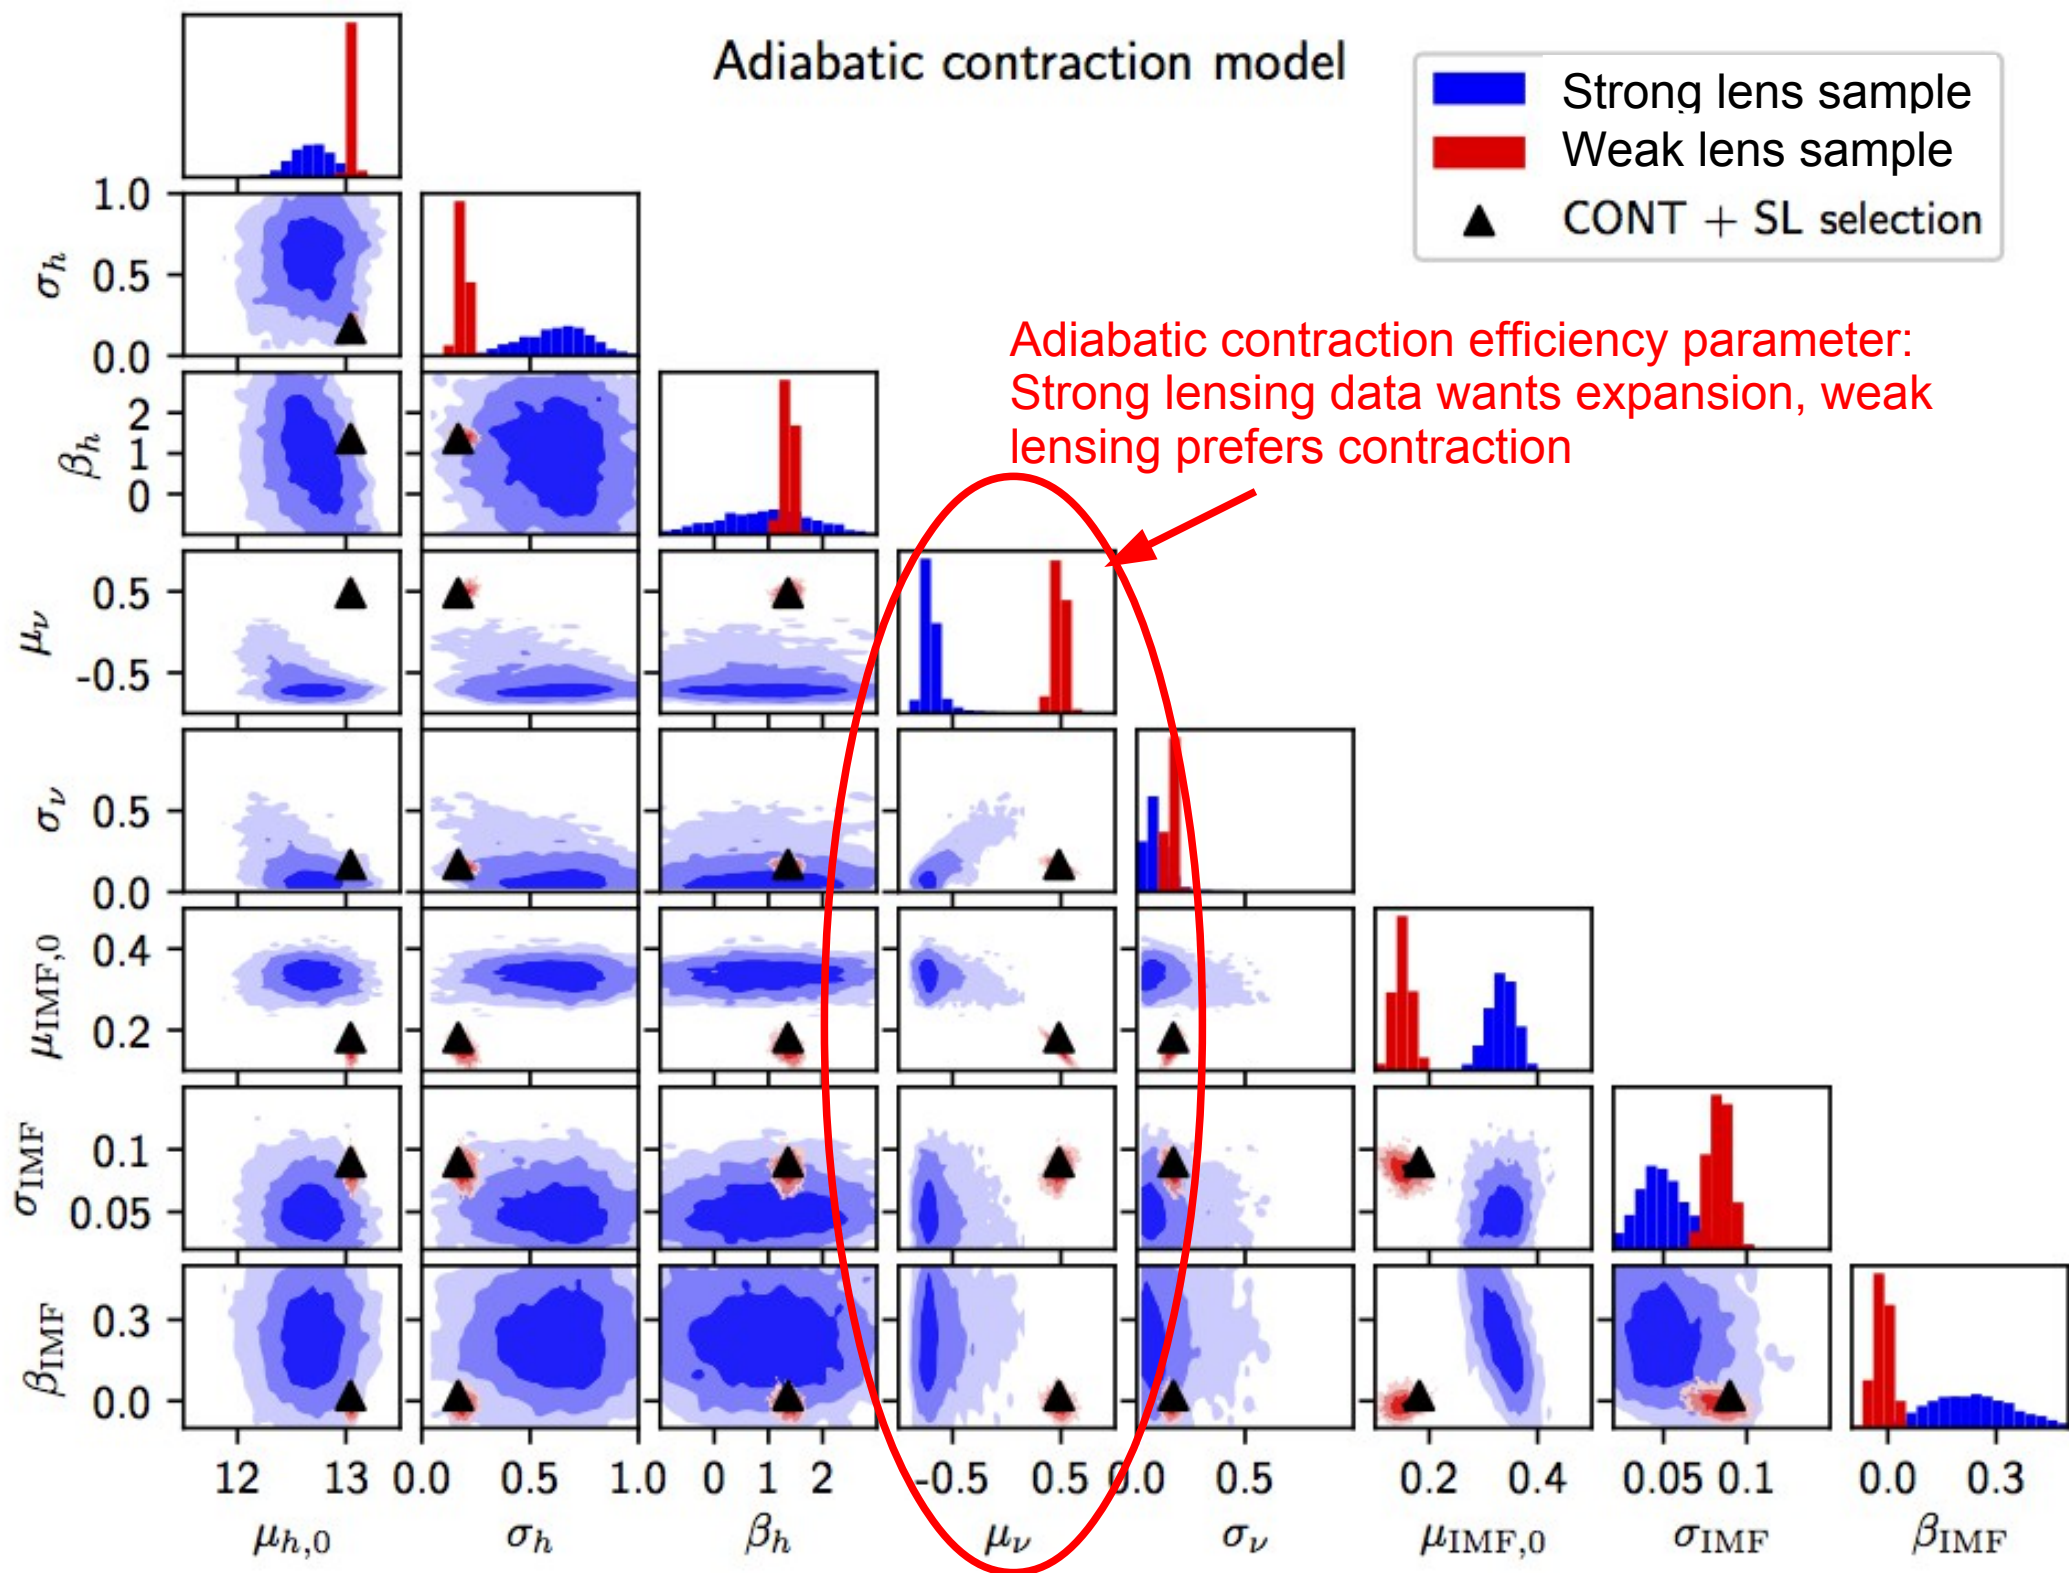 Adiabatic contraction model
Strong lens sample
Weak lens sample
CONT + SL selection
Adiabatic contraction efficiency parameter:
Strong lensing data wants expansion, weak
lensing prefers contraction
1.0
σ_h 0.5
0.0
2
β_h 1
0
0.5
μ_ν
-0.5
σ_ν 0.5
0.0
0.4
μ_IMF,0
0.2
0.1
σ_IMF
0.05
0.3
β_IMF
0.0
12 13 0.0 0.5 1.0 0 1 2 -0.5 0.5 0.0 0.5 0.2 0.4 0.05 0.1 0.0 0.3
μ_h,0 σ_h β_h μ_ν σ_ν μ_IMF,0 σ_IMF β_IMF